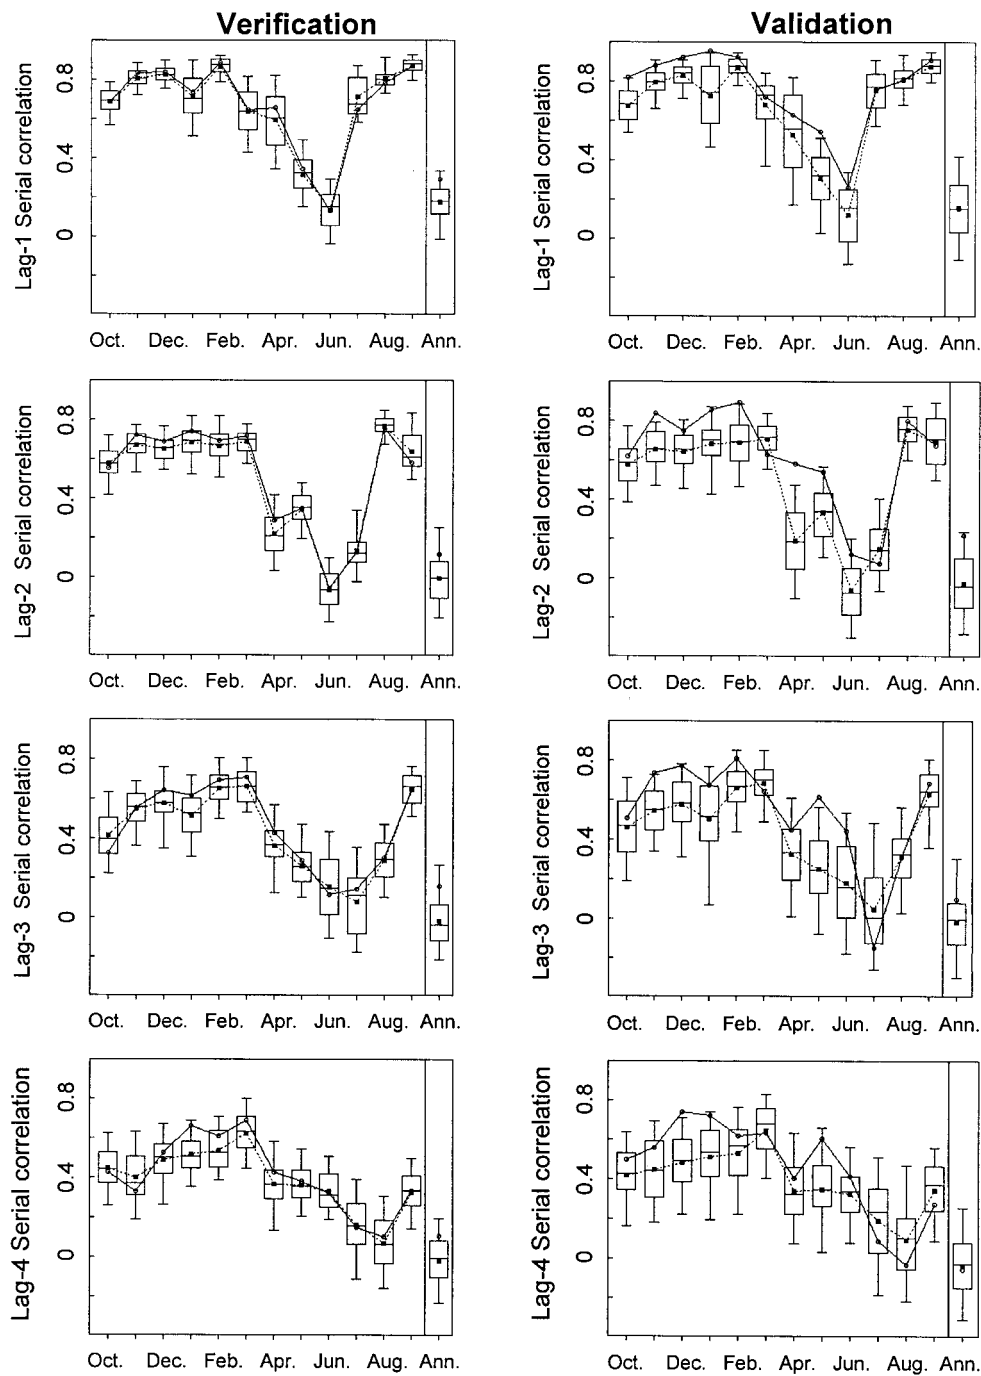 Verification
Validation
Lag-1 Serial correlation
0.8
0.4
0
Oct. Dec. Feb. Apr. Jun. Aug. Ann.
Lag-1 Serial correlation
0.8
0.4
0
Oct. Dec. Feb. Apr. Jun. Aug. Ann.
Lag-2 Serial correlation
0.8
0.4
0
Oct. Dec. Feb. Apr. Jun. Aug. Ann.
Lag-2 Serial correlation
0.8
0.4
0
Oct. Dec. Feb. Apr. Jun. Aug. Ann.
Lag-3 Serial correlation
0.8
0.4
0
Oct. Dec. Feb. Apr. Jun. Aug. Ann.
Lag-3 Serial correlation
0.8
0.4
0
Oct. Dec. Feb. Apr. Jun. Aug. Ann.
Lag-4 Serial correlation
0.8
0.4
0
Oct. Dec. Feb. Apr. Jun. Aug. Ann.
Lag-4 Serial correlation
0.8
0.4
0
Oct. Dec. Feb. Apr. Jun. Aug. Ann.